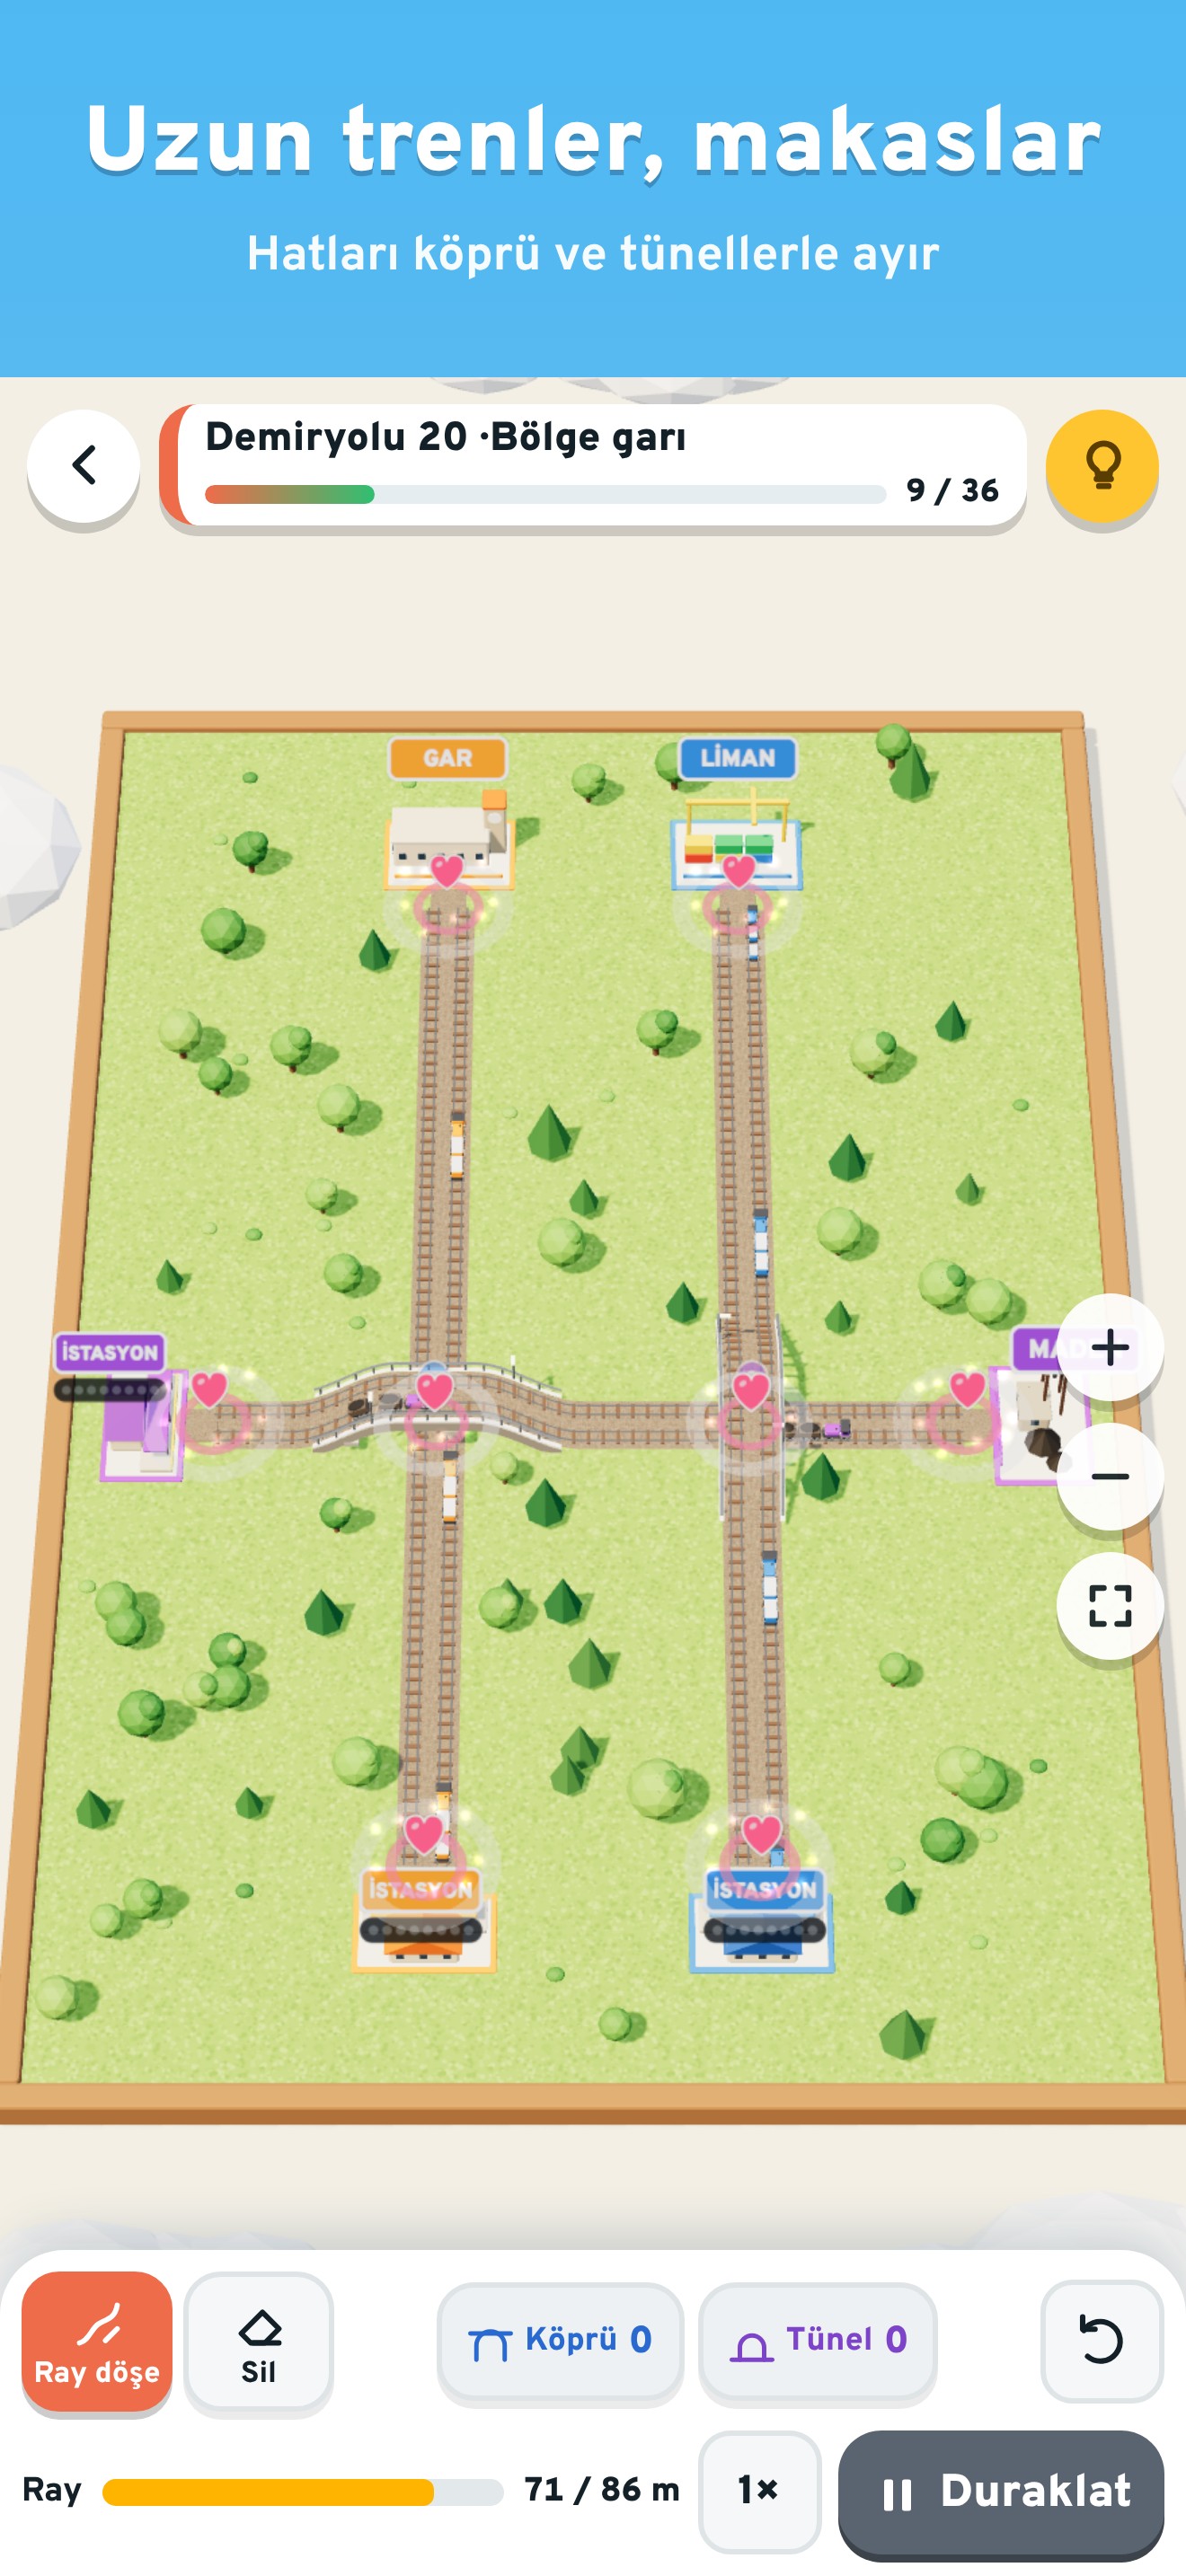 Uzun trenler, makaslar
Hatları köprü ve tünellerle ayır
Demiryolu 20 ·Bölge garı
9 / 36
GAR
LİMAN
İSTASYON
İSTASYON
İSTASYON
Ray döşe
Sil
Köprü 0
Tünel 0
Ray
71 / 86 m
1×
Duraklat